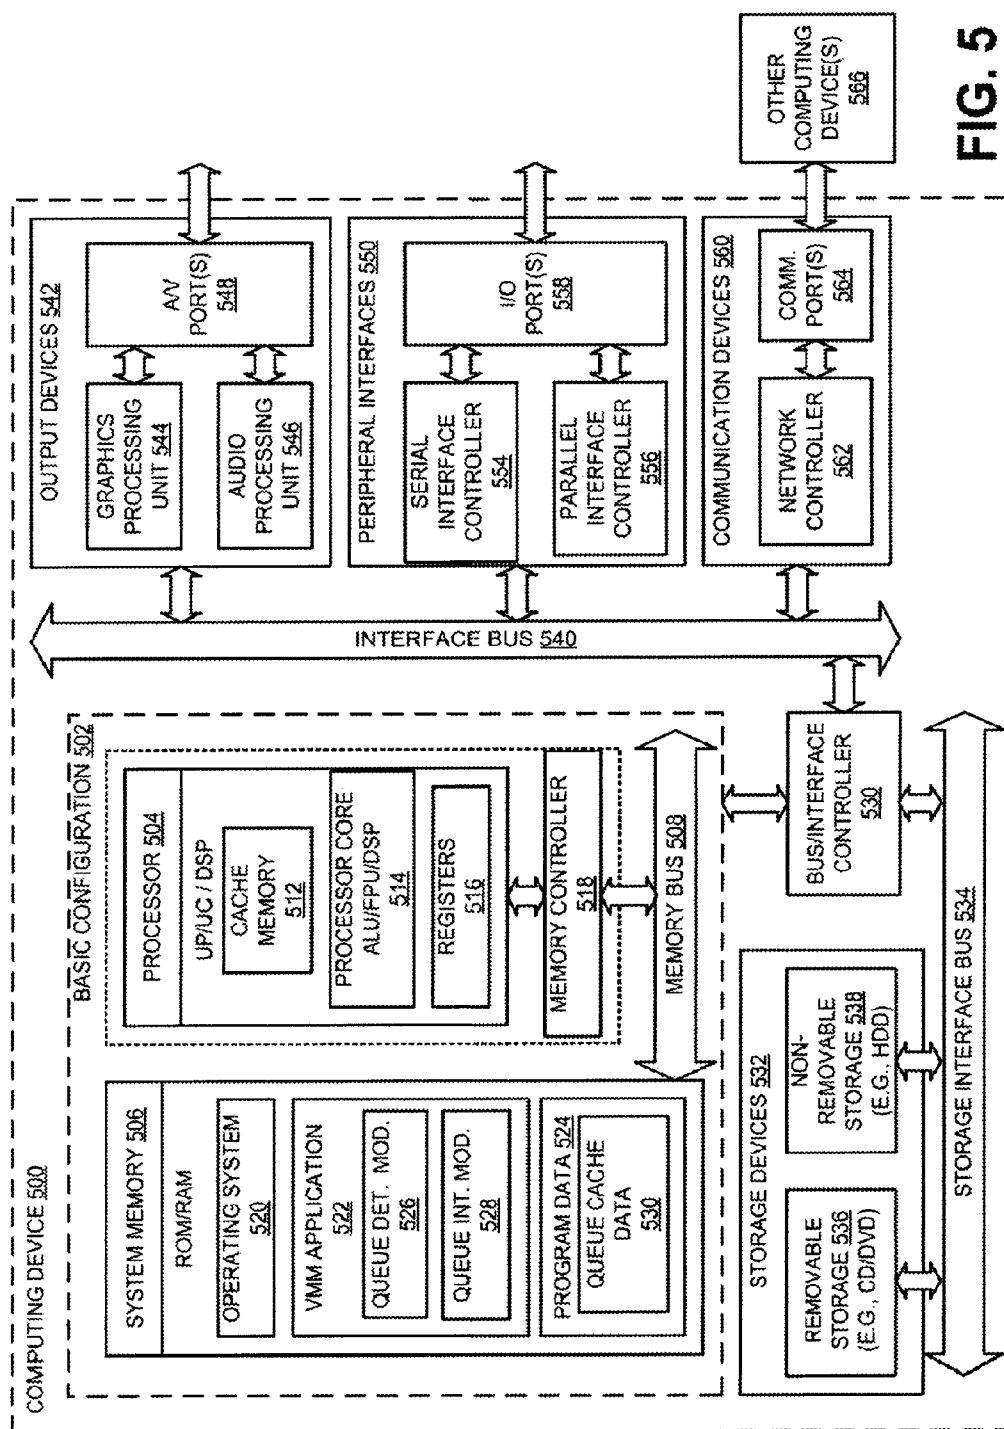 COMPUTING DEVICE 500
BASIC CONFIGURATION 502
SYSTEM MEMORY 506
ROM/RAM
OPERATING SYSTEM
520
VMM APPLICATION
522
QUEUE DET. MOD.
526
QUEUE INT. MOD.
528
PROGRAM DATA 524
QUEUE CACHE
DATA
530
PROCESSOR 504
UP/UC / DSP
CACHE
MEMORY
512
PROCESSOR CORE
ALU/FPU/DSP
514
REGISTERS
516
MEMORY CONTROLLER
518
MEMORY BUS 508
STORAGE DEVICES 532
REMOVABLE
STORAGE 536
(E.G., CD/DVD)
NON-
REMOVABLE
STORAGE 538
(E.G., HDD)
BUS/INTERFACE
CONTROLLER
530
STORAGE INTERFACE BUS 534
INTERFACE BUS 540
OUTPUT DEVICES 542
GRAPHICS
PROCESSING
UNIT 544
AUDIO
PROCESSING
UNIT 546
A/V
PORT(S)
548
PERIPHERAL INTERFACES 550
SERIAL
INTERFACE
CONTROLLER
554
PARALLEL
INTERFACE
CONTROLLER
556
I/O
PORT(S)
558
COMMUNICATION DEVICES 560
NETWORK
CONTROLLER
562
COMM.
PORT(S)
564
OTHER
COMPUTING
DEVICE(S)
566
FIG. 5